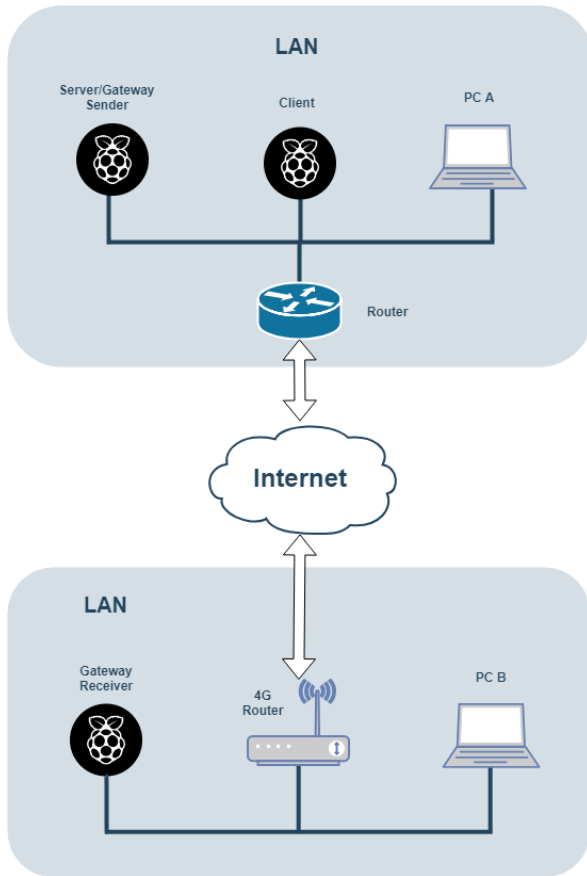 LAN
Server/Gateway
Sender
Client
PC A
Router
Internet
LAN
Gateway
Receiver
4G
Router
PC B